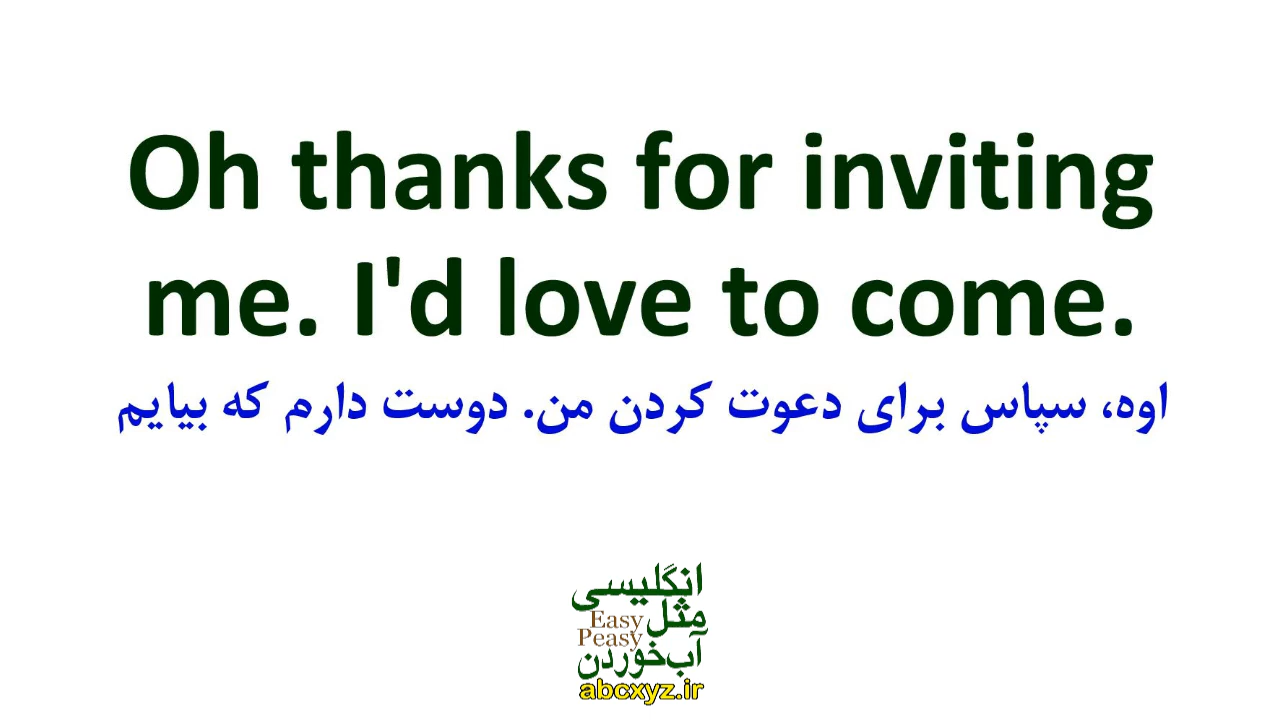 Oh thanks for inviting
me. I'd love to come.
اوه، سپاس برای دعوت کردن من. دوست دارم که بیایم
انگلیسی
مثل
Easy
Peasy
آب‌خوردن
abcxyz.ir